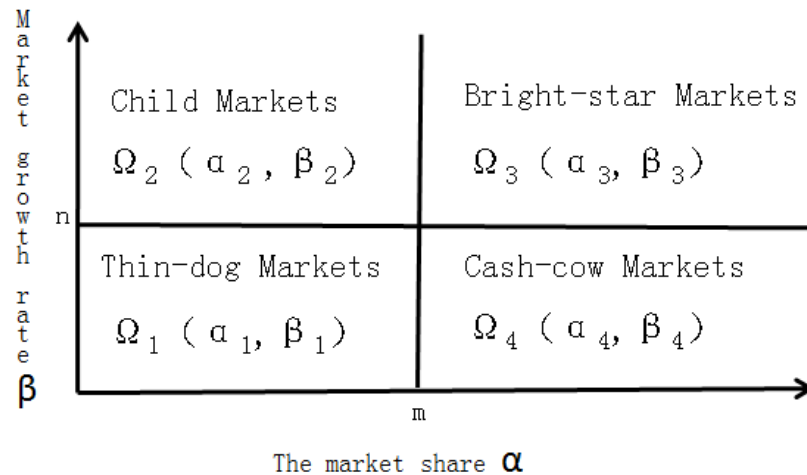 Market growth rate
β
Child Markets
Ω2 (α2, β2)
Bright-star Markets
Ω3 (α3, β3)
n
Thin-dog Markets
Ω1 (α1, β1)
Cash-cow Markets
Ω4 (α4, β4)
m
The market share α